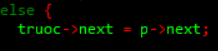 else {
truoc->next = p->next;